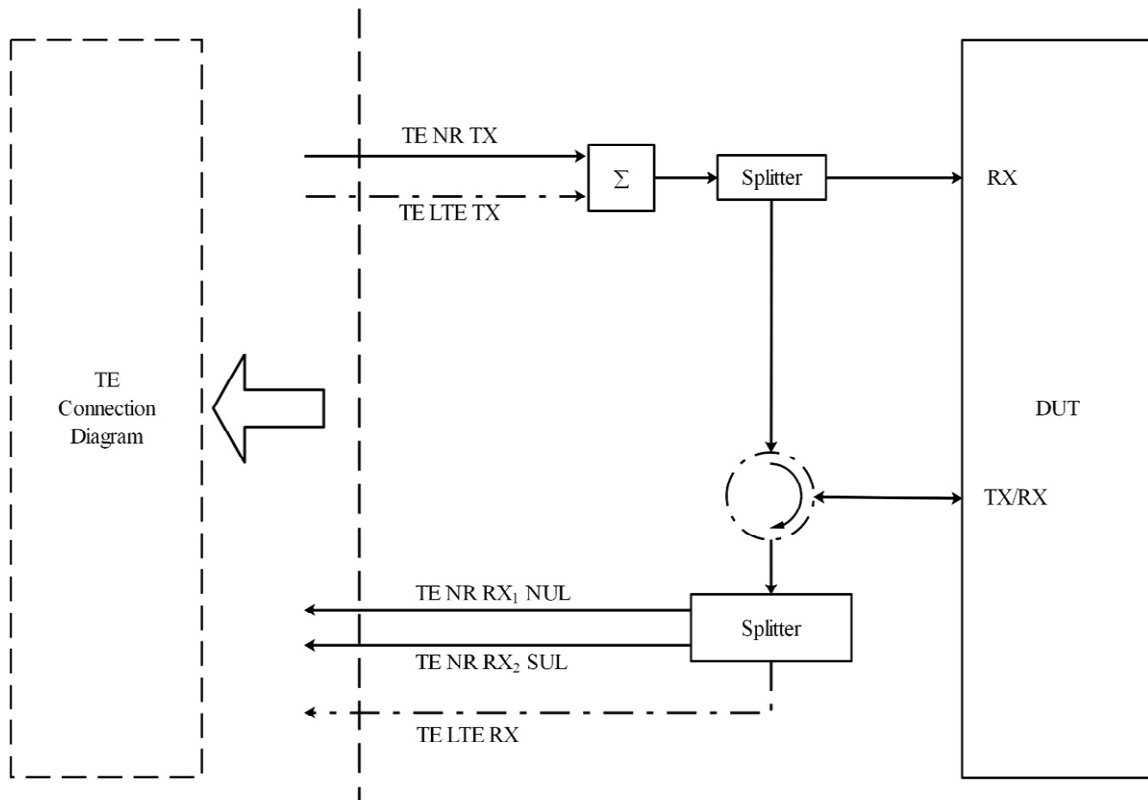 TE NR TX
TE LTE TX
Σ
Splitter
RX
TE
Connection
Diagram
DUT
TX/RX
TE NR RX₁ NUL
Splitter
TE NR RX₂ SUL
TE LTE RX